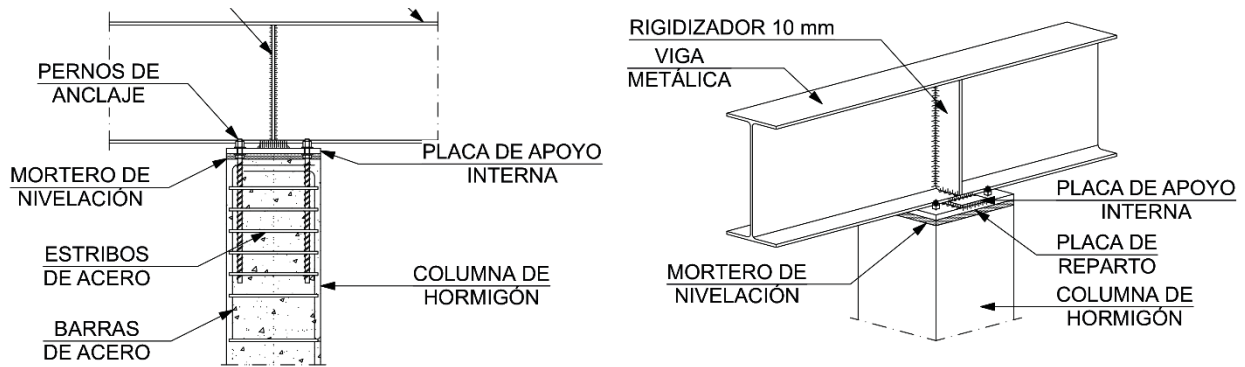 PERNOS DE
ANCLAJE
MORTERO DE
NIVELACIÓN
ESTRIBOS
DE ACERO
BARRAS
DE ACERO
PLACA DE APOYO
INTERNA
COLUMNA DE
HORMIGÓN
RIGIDIZADOR 10 mm
VIGA
METÁLICA
MORTERO DE
NIVELACIÓN
PLACA DE APOYO
INTERNA
PLACA DE
REPARTO
COLUMNA DE
HORMIGÓN